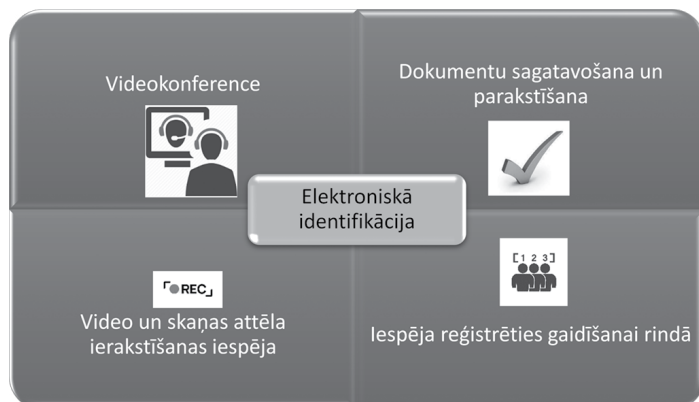 Videokonference
Dokumentu sagatavošana un
parakstīšana
Elektroniskā
identifikācija
REC
Video un skaņas attēla
ierakstīšanas iespēja
[1 2 3]
Iespēja reģistrēties gaidīšanai rindā